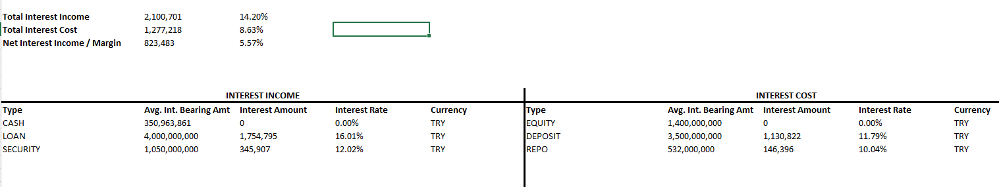 Total Interest Income 2,100,701 14.20%
Total Interest Cost 1,277,218 8.63%
Net Interest Income / Margin 823,483 5.57%
INTEREST INCOME INTEREST COST
Type Avg. Int. Bearing Amt Interest Amount Interest Rate Currency Type Avg. Int. Bearing Amt Interest Amount Interest Rate Currency
CASH 350,963,861 0 0.00% TRY EQUITY 1,400,000,000 0 0.00% TRY
LOAN 4,000,000,000 1,754,795 16.01% TRY DEPOSIT 3,500,000,000 1,130,822 11.79% TRY
SECURITY 1,050,000,000 345,907 12.02% TRY REPO 532,000,000 146,396 10.04% TRY